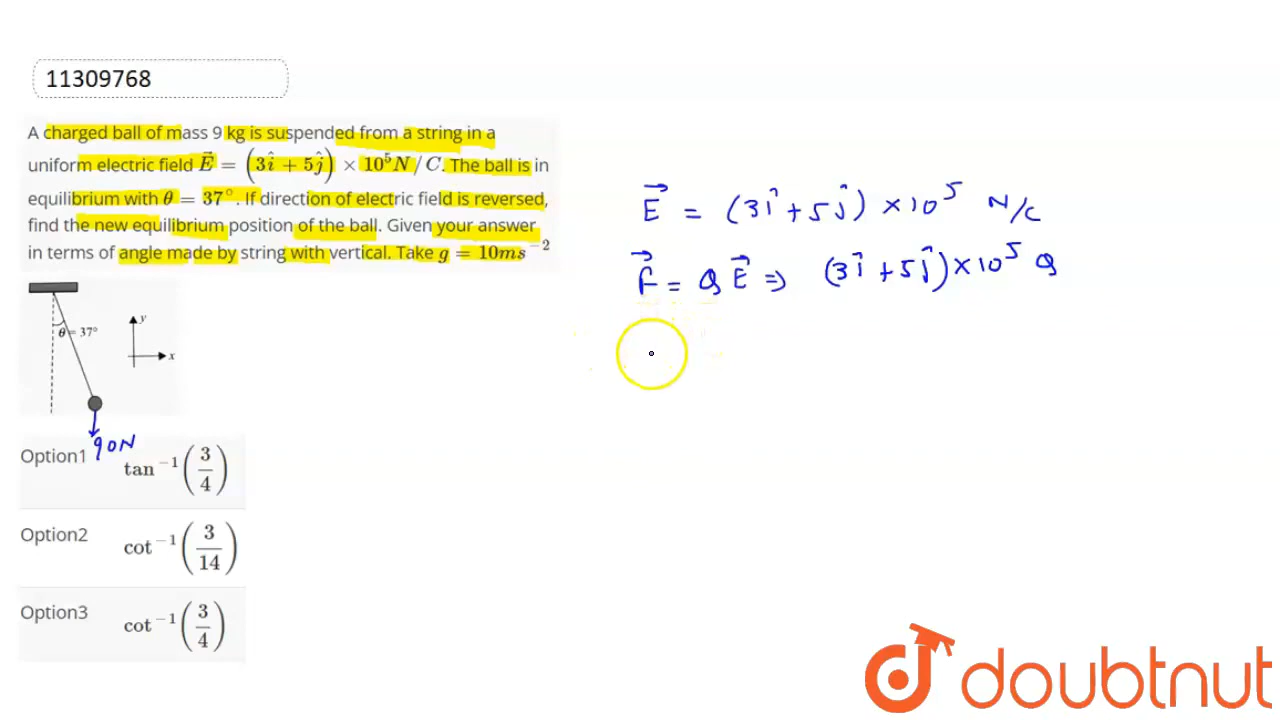 11309768
A charged ball of mass 9 kg is suspended from a string in a
uniform electric field $\vec{E} = (3\hat{i} + 5\hat{j}) \times 10^5 N/C$. The ball is in
equilibrium with $\theta = 37^\circ$. If direction of electric field is reversed,
find the new equilibrium position of the ball. Given your answer
in terms of angle made by string with vertical. Take $g = 10ms^{-2}$
θ = 37°
y
x
90N
Option1 $\tan^{-1}\left(\frac{3}{4}\right)$
Option2 $\cot^{-1}\left(\frac{3}{14}\right)$
Option3 $\cot^{-1}\left(\frac{3}{4}\right)$
$\vec{E} = (3\hat{i} + 5\hat{j}) \times 10^5$ N/C
$\vec{F} = Q\vec{E} \Rightarrow (3\hat{i} + 5\hat{j}) \times 10^5 Q$
doubtnut